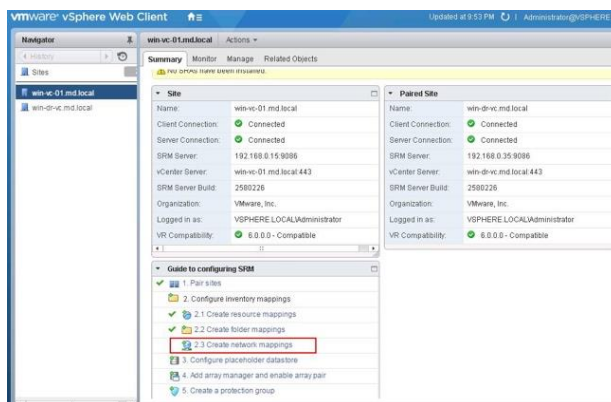 vmware® vSphere Web Client
Updated at 9:53 PM | Administrator@VSPHERE
Navigator
win-vc-01.md.local Actions
History
Summary Monitor Manage Related Objects
Sites
No SRAs have been installed.
win-vc-01.md.local
win-dr-vc.md.local
Site
Name: win-vc-01.md.local
Client Connection: Connected
Server Connection: Connected
SRM Server: 192.168.0.15:9086
vCenter Server: win-vc-01.md.local:443
SRM Server Build: 2580226
Organization: VMware, Inc.
Logged in as: VSPHERE.LOCAL\Administrator
VR Compatibility: 6.0.0.0 - Compatible
Paired Site
Name: win-dr-vc.md.local
Client Connection: Connected
Server Connection: Connected
SRM Server: 192.168.0.35:9086
vCenter Server: win-dr-vc.md.local:443
SRM Server Build: 2580226
Organization: VMware, Inc.
Logged in as: VSPHERE.LOCAL\Administrator
VR Compatibility: 6.0.0.0 - Compatible
Guide to configuring SRM
1. Pair sites
2. Configure inventory mappings
2.1 Create resource mappings
2.2 Create folder mappings
2.3 Create network mappings
3. Configure placeholder datastore
4. Add array manager and enable array pair
5. Create a protection group